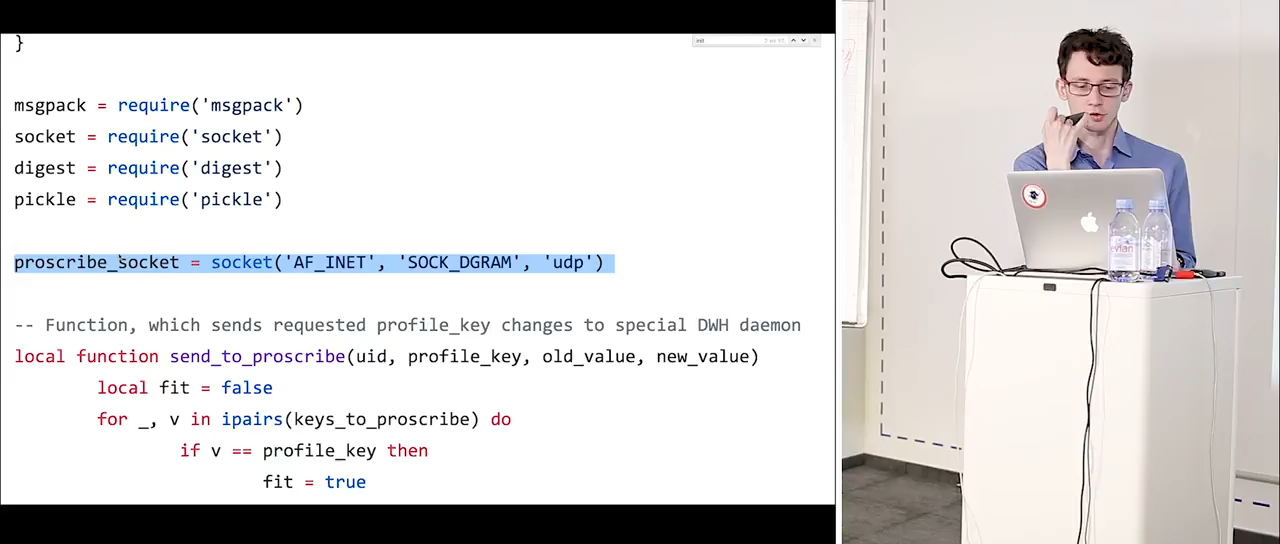 }
init
msgpack = require('msgpack')
socket = require('socket')
digest = require('digest')
pickle = require('pickle')
proscribe_socket = socket('AF_INET', 'SOCK_DGRAM', 'udp')
-- Function, which sends requested profile_key changes to special DWH daemon
local function send_to_proscribe(uid, profile_key, old_value, new_value)
local fit = false
for _, v in ipairs(keys_to_proscribe) do
if v == profile_key then
fit = true
evian